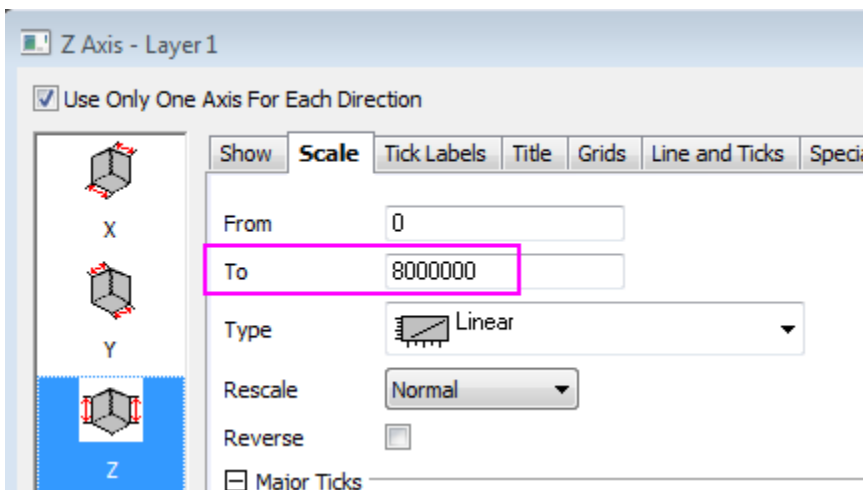 Z Axis - Layer 1
Use Only One Axis For Each Direction
Show Scale Tick Labels Title Grids Line and Ticks Specia
X
From 0
To 8000000
Y
Type Linear
Rescale Normal
Reverse
Z
Major Ticks